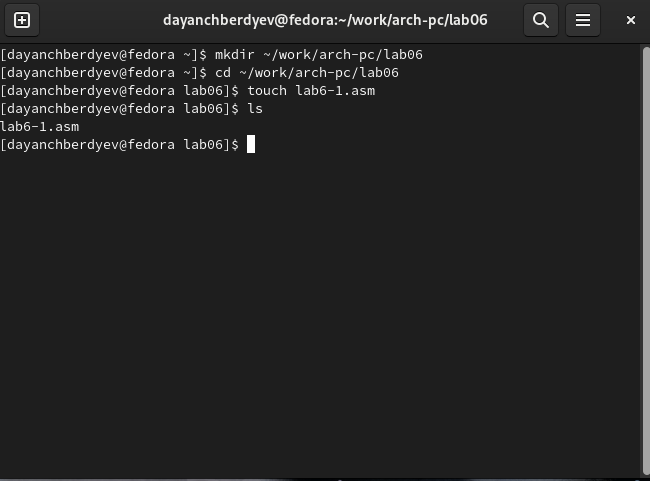 dayanchberdyev@fedora:~/work/arch-pc/lab06
[dayanchberdyev@fedora ~]$ mkdir ~/work/arch-pc/lab06
[dayanchberdyev@fedora ~]$ cd ~/work/arch-pc/lab06
[dayanchberdyev@fedora lab06]$ touch lab6-1.asm
[dayanchberdyev@fedora lab06]$ ls
lab6-1.asm
[dayanchberdyev@fedora lab06]$